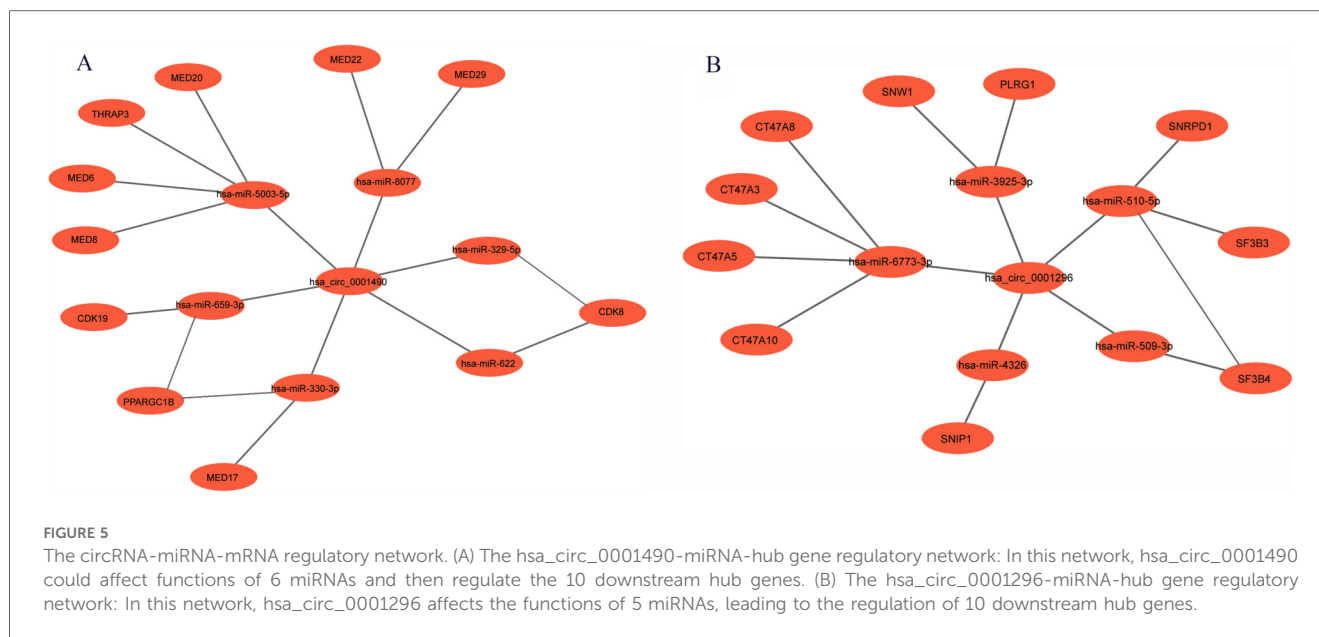 A
MED20
MED22
MED29
THRAP3
MED6
hsa-miR-5003-5p
hsa-miR-8077
MED8
hsa-miR-329-5p
hsa_circ_0001490
hsa-miR-659-3p
CDK19
CDK8
hsa-miR-622
hsa-miR-330-3p
PPARGC1B
MED17
B
SNW1
PLRG1
CT47A8
SNRPD1
CT47A3
hsa-miR-3925-3p
hsa-miR-510-5p
CT47A5
hsa-miR-6773-3p
SF3B3
hsa_circ_0001296
CT47A10
hsa-miR-509-3p
hsa-miR-4326
SF3B4
SNIP1
FIGURE 5
The circRNA-miRNA-mRNA regulatory network. (A) The hsa_circ_0001490-miRNA-hub gene regulatory network: In this network, hsa_circ_0001490
could affect functions of 6 miRNAs and then regulate the 10 downstream hub genes. (B) The hsa_circ_0001296-miRNA-hub gene regulatory
network: In this network, hsa_circ_0001296 affects the functions of 5 miRNAs, leading to the regulation of 10 downstream hub genes.